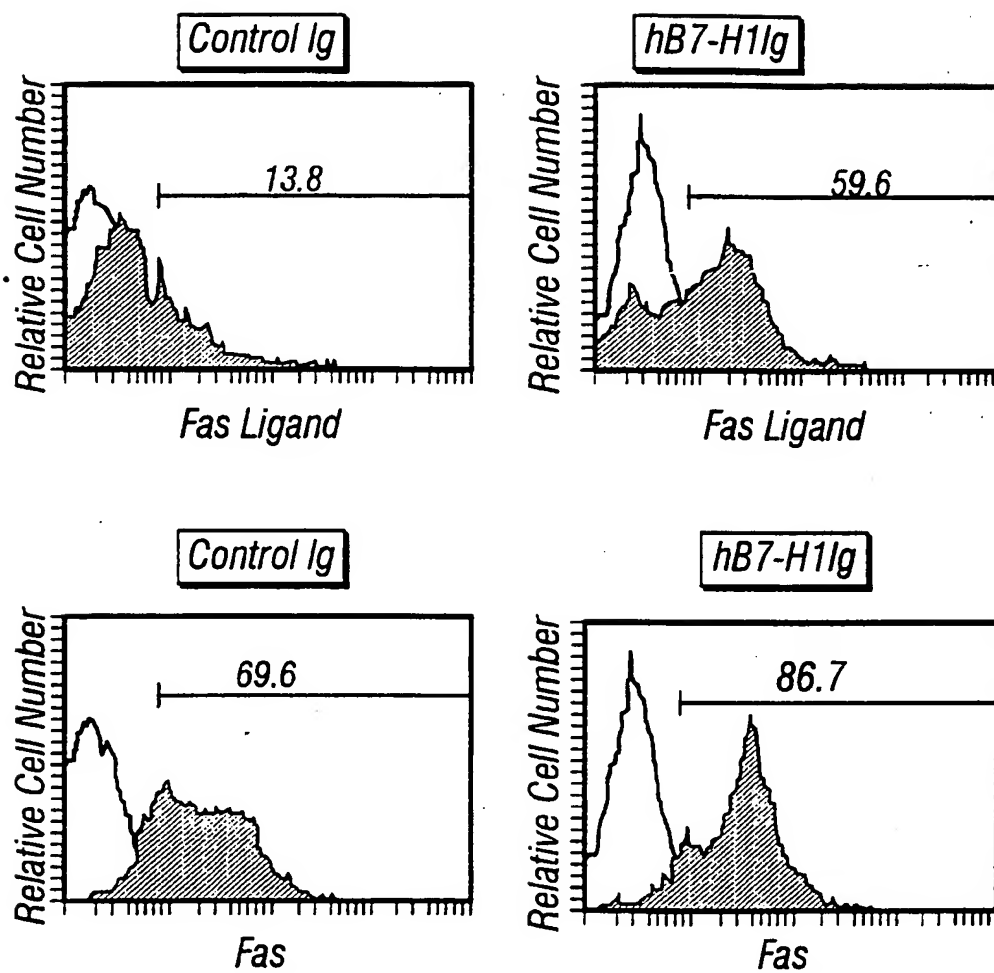 Control Ig
Relative Cell Number
13.8
Fas Ligand
hB7-H1Ig
Relative Cell Number
59.6
Fas Ligand
Control Ig
Relative Cell Number
69.6
Fas
hB7-H1Ig
Relative Cell Number
86.7
Fas